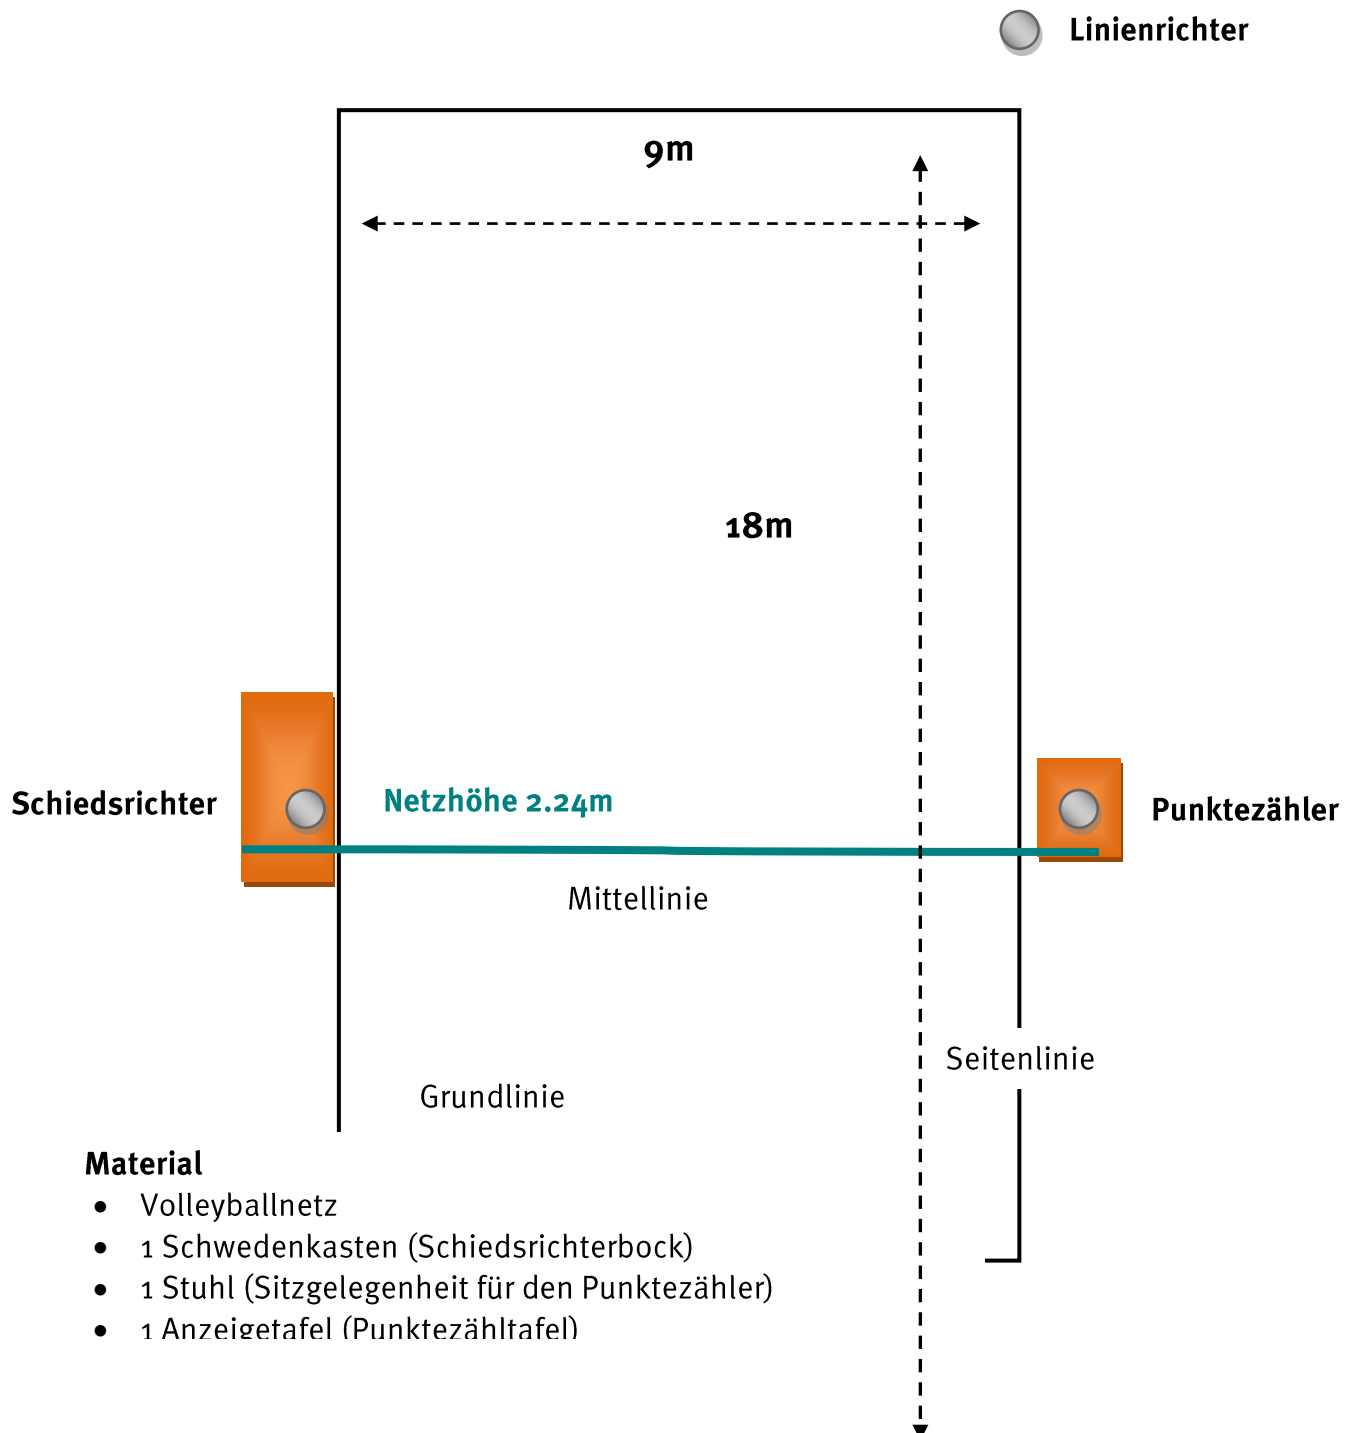 Linienrichter
9m
18m
Schiedsrichter
Netzhöhe 2.24m
Punktezähler
Mittellinie
Seitenlinie
Grundlinie
Material
• Volleyballnetz
• 1 Schwedenkasten (Schiedsrichterbock)
• 1 Stuhl (Sitzgelegenheit für den Punktezähler)
• 1 Anzeigetafel (Punktezähltafel)